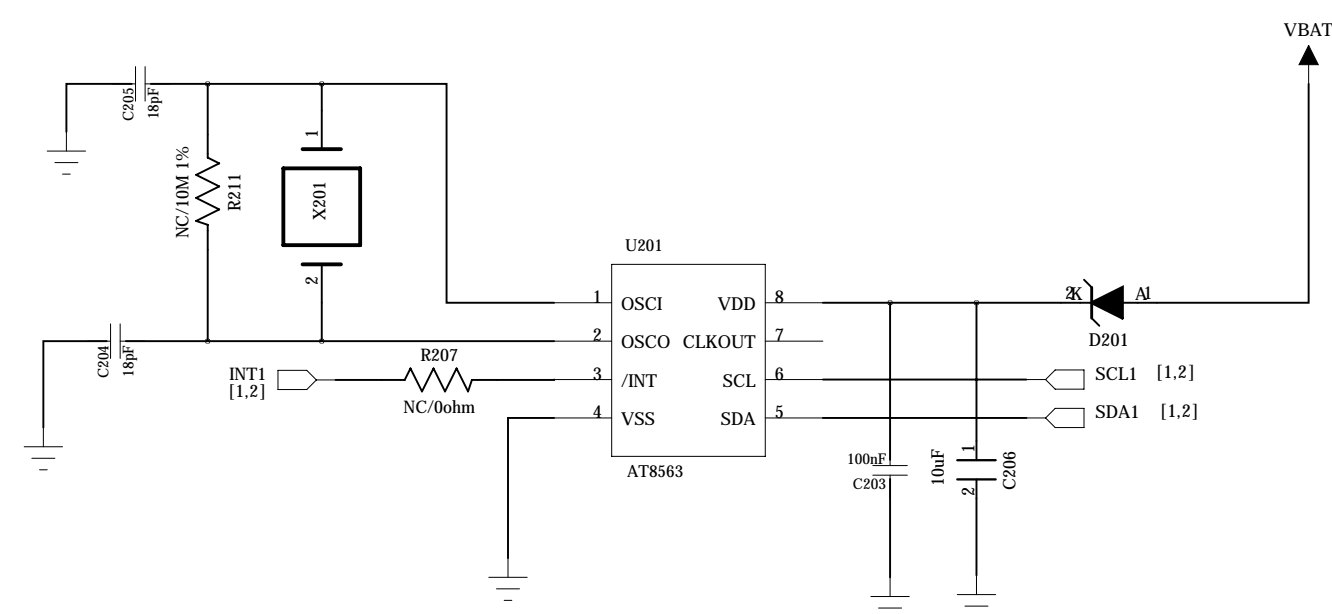 VBAT
C205
18pF
1
NC/10M 1%
R211
X201
2
U201
1 OSCI VDD 8
2K A1
D201
C204
18pF
2 OSCO CLKOUT 7
INT1
[1,2]
R207
NC/0ohm
3 /INT SCL 6
SCL1 [1,2]
4 VSS SDA 5
SDA1 [1,2]
AT8563
100nF
C203
10uF
1
2
C206